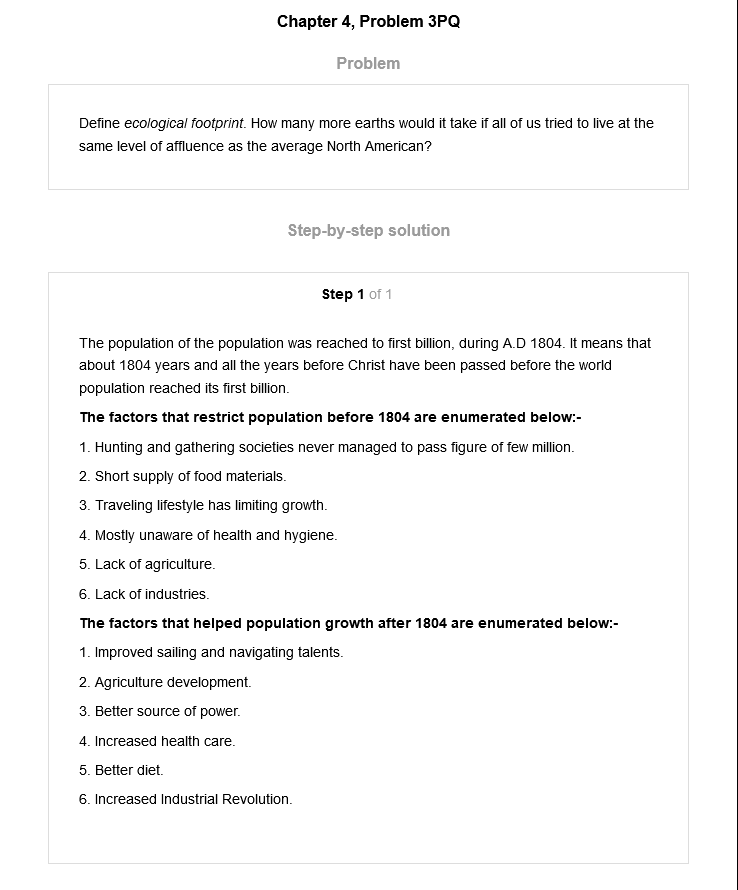 Chapter 4, Problem 3PQ
Problem
Define ecological footprint. How many more earths would it take if all of us tried to live at the
same level of affluence as the average North American?
Step-by-step solution
Step 1 of 1
The population of the population was reached to first billion, during A.D 1804. It means that
about 1804 years and all the years before Christ have been passed before the world
population reached its first billion.
The factors that restrict population before 1804 are enumerated below:-
1. Hunting and gathering societies never managed to pass figure of few million.
2. Short supply of food materials.
3. Traveling lifestyle has limiting growth.
4. Mostly unaware of health and hygiene.
5. Lack of agriculture.
6. Lack of industries.
The factors that helped population growth after 1804 are enumerated below:-
1. Improved sailing and navigating talents.
2. Agriculture development.
3. Better source of power.
4. Increased health care.
5. Better diet.
6. Increased Industrial Revolution.